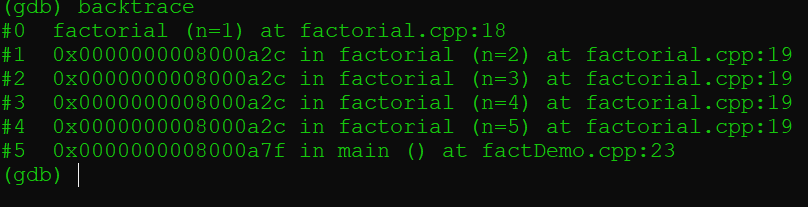 (gdb) backtrace
#0  factorial (n=1) at factorial.cpp:18
#1  0x0000000008000a2c in factorial (n=2) at factorial.cpp:19
#2  0x0000000008000a2c in factorial (n=3) at factorial.cpp:19
#3  0x0000000008000a2c in factorial (n=4) at factorial.cpp:19
#4  0x0000000008000a2c in factorial (n=5) at factorial.cpp:19
#5  0x0000000008000a7f in main () at factDemo.cpp:23
(gdb)